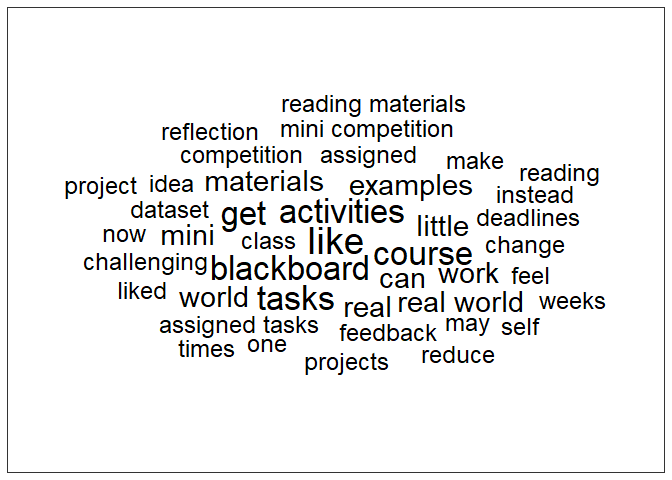 reading materials
reflection mini competition
competition assigned make
project idea materials examples reading
instead
dataset get activities little deadlines
now mini class like course change
challenging blackboard can work feel
liked world tasks real real world weeks
assigned tasks feedback may self
times one projects reduce